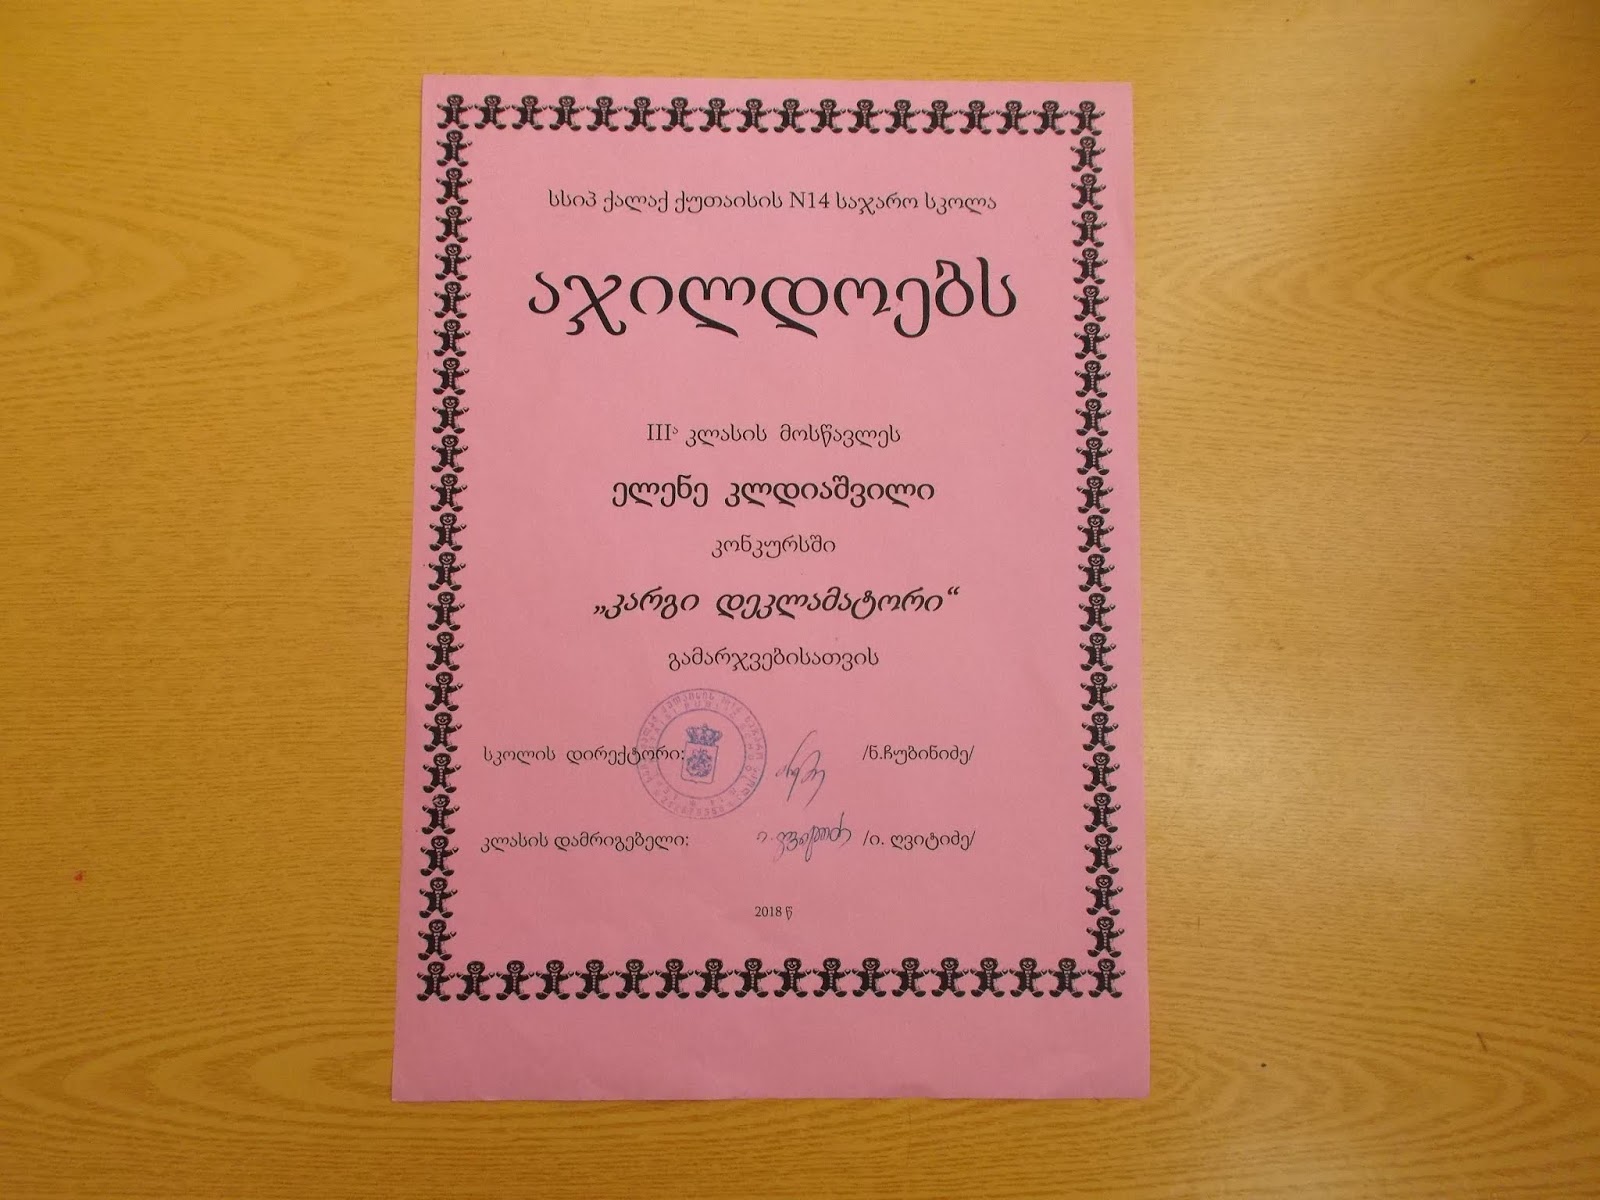 სსიპ ქალაქ ქუთაისის N14 საჯარო სკოლა
აჯილდოებს
IIIა კლასის მოსწავლეს
ელენე კლდიაშვილი
კონკურსში
„კარგი დეკლამატორი“
გამარჯვებისათვის
სკოლის დირექტორი: /ნ.ჩუბინიძე/
კლასის დამრიგებელი: ი. ღვიტიძე /ი. ღვიტიძე/
2018 წ